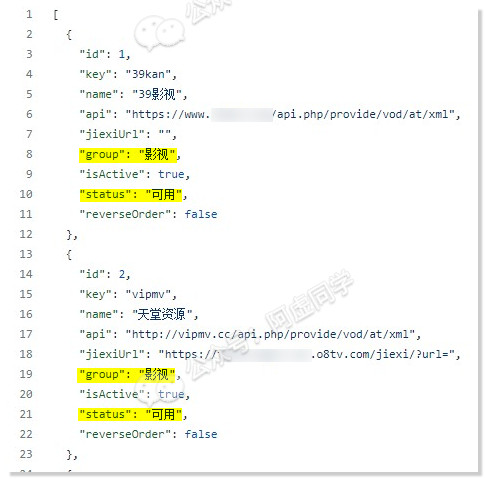 1 [
2 {
3 "id": 1,
4 "key": "39kan",
5 "name": "39影视",
6 "api": "https://www. /api.php/provide/vod/at/xml",
7 "jiexiUrl": "",
8 "group": "影视",
9 "isActive": true,
10 "status": "可用",
11 "reverseOrder": false
12 },
13 {
14 "id": 2,
15 "key": "vipmv",
16 "name": "天堂资源",
17 "api": "http://vipmv.cc/api.php/provide/vod/at/xml",
18 "jiexiUrl": "https:// .o8tv.com/jiexi/?url=",
19 "group": "影视",
20 "isActive": true,
21 "status": "可用",
22 "reverseOrder": false
23 },
公众号·阿虚同学